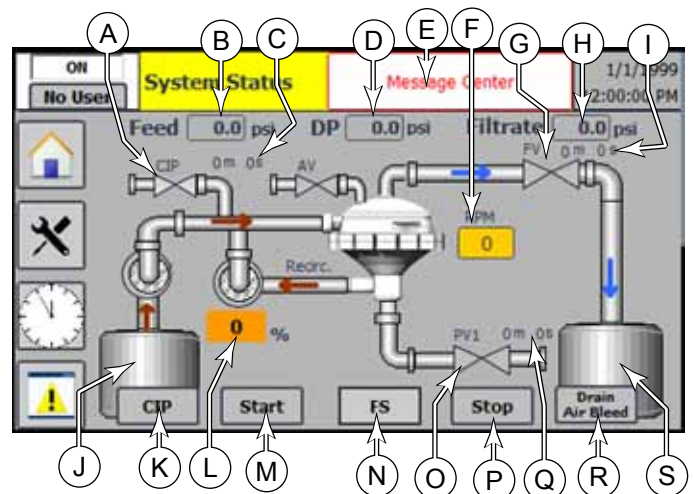 A B C D E F G H I
ON
No User
System Status
Message Center
1/1/1999
2:00:00 PM
Feed 0.0 psi DP 0.0 psi Filtrate 0.0 psi
CIP 0m 0s AV FV 0m 0s
RPM
0
Recirc.
0 %
PV1 0m 0s
CIP Start FS Stop Drain
Air Bleed
J K L M N O P Q R S